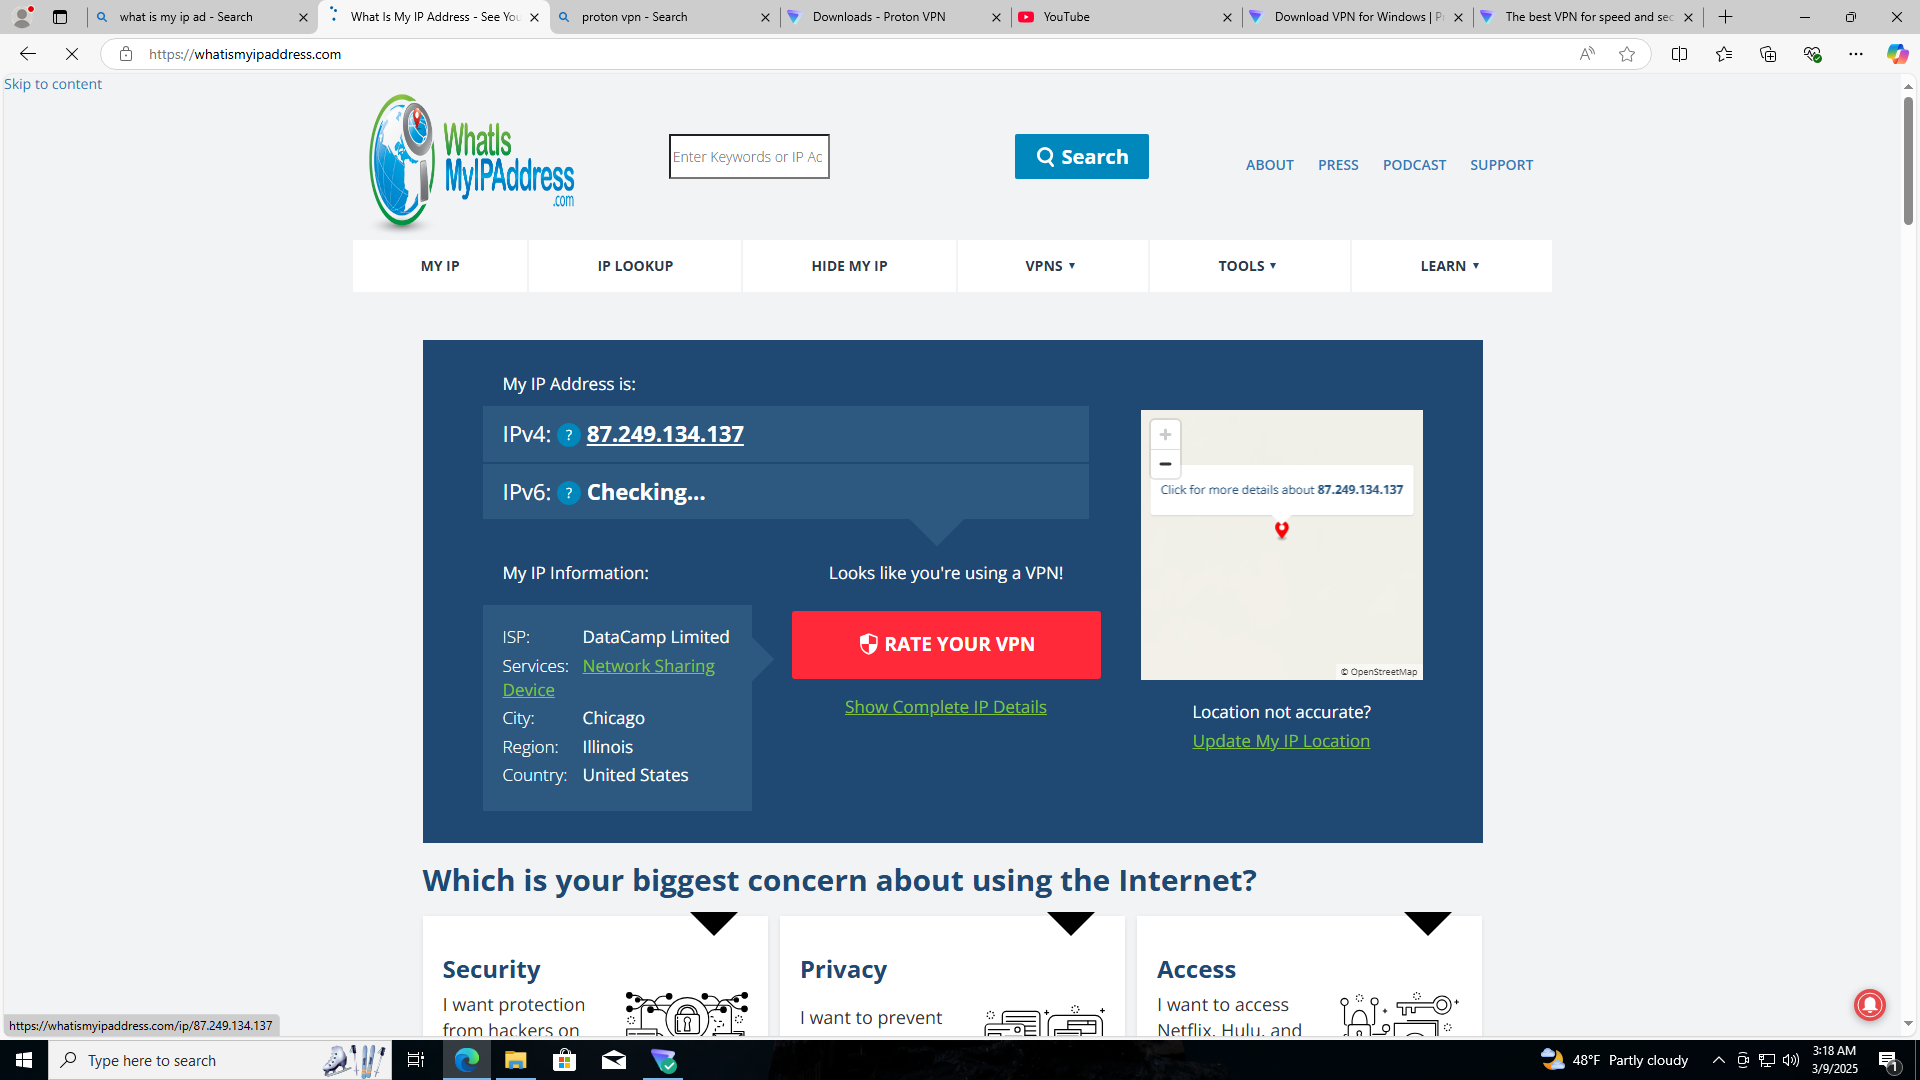 what is my ip ad - Search
What Is My IP Address - See You
proton vpn - Search
Downloads - Proton VPN
YouTube
Download VPN for Windows | Pr
The best VPN for speed and sec
https://whatismyipaddress.com
Skip to content
WhatIs
MyIPAddress
.com
Enter Keywords or IP Ad
Search
ABOUT
PRESS
PODCAST
SUPPORT
MY IP
IP LOOKUP
HIDE MY IP
VPNS ▼
TOOLS ▼
LEARN ▼
My IP Address is:
IPv4: ? 87.249.134.137
IPv6: ? Checking...
+
−
Click for more details about 87.249.134.137
© OpenStreetMap
My IP Information:
Looks like you're using a VPN!
ISP: DataCamp Limited
Services: Network Sharing
Device
City: Chicago
Region: Illinois
Country: United States
RATE YOUR VPN
Show Complete IP Details
Location not accurate?
Update My IP Location
Which is your biggest concern about using the Internet?
Security
I want protection
from hackers on
Privacy
I want to prevent
Access
I want to access
Netflix, Hulu, and
https://whatismyipaddress.com/ip/87.249.134.137
Type here to search
48°F Partly cloudy
3:18 AM
3/9/2025
1